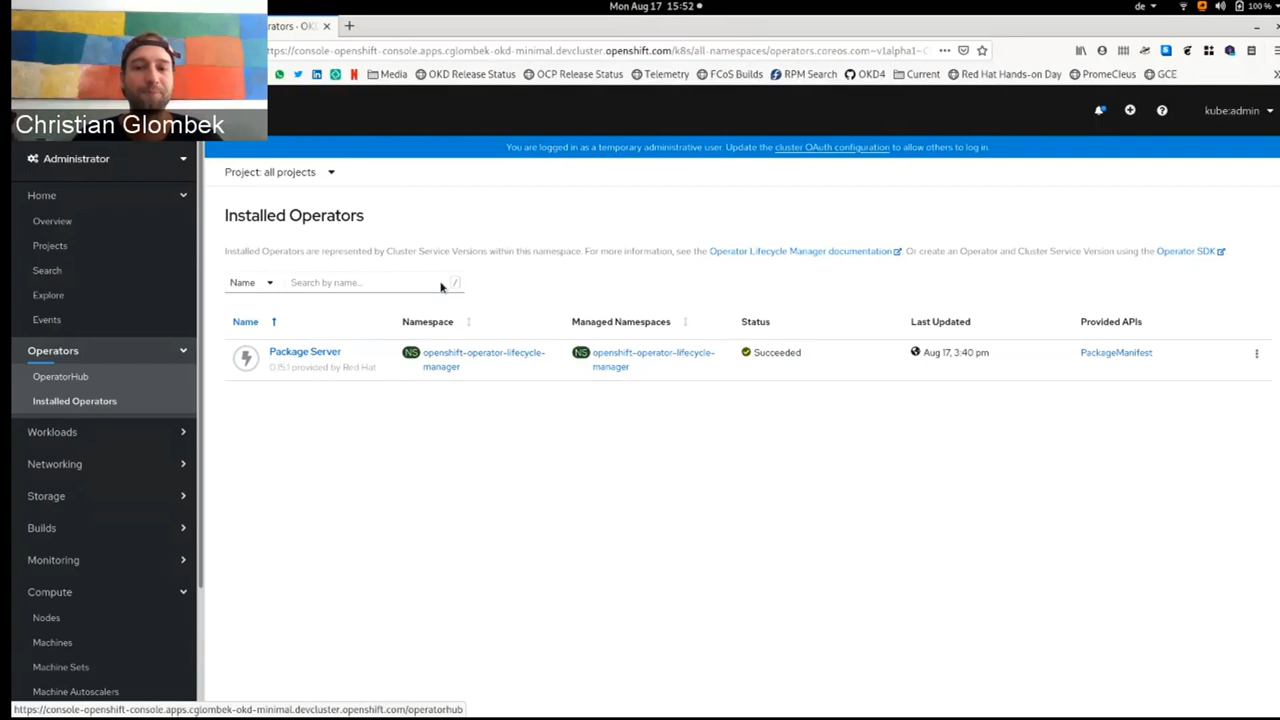 Mon Aug 17 15:52
de
100 %
rators - OKD
ttps://console-openshift-console.apps.cglombek-okd-minimal.devcluster.openshift.com/k8s/all-namespaces/operators.coreos.com~v1alpha1~C
Media
OKD Release Status
OCP Release Status
Telemetry
FCoS Builds
RPM Search
OKD4
Current
Red Hat Hands-on Day
PromeCIeus
GCE
Christian Glombek
kube:admin
You are logged in as a temporary administrative user. Update the cluster OAuth configuration to allow others to log in.
Administrator
Home
Overview
Projects
Search
Explore
Events
Operators
OperatorHub
Installed Operators
Workloads
Networking
Storage
Builds
Monitoring
Compute
Nodes
Machines
Machine Sets
Machine Autoscalers
Project: all projects
Installed Operators
Installed Operators are represented by Cluster Service Versions within this namespace. For more information, see the Operator Lifecycle Manager documentation. Or create an Operator and Cluster Service Version using the Operator SDK
Name
Search by name...
/
Name Namespace Managed Namespaces Status Last Updated Provided APIs
Package Server
0.15.1 provided by Red Hat
NS openshift-operator-lifecycle-
manager
NS openshift-operator-lifecycle-
manager
Succeeded
Aug 17, 3:40 pm
PackageManifest
https://console-openshift-console.apps.cglombek-okd-minimal.devcluster.openshift.com/operatorhub